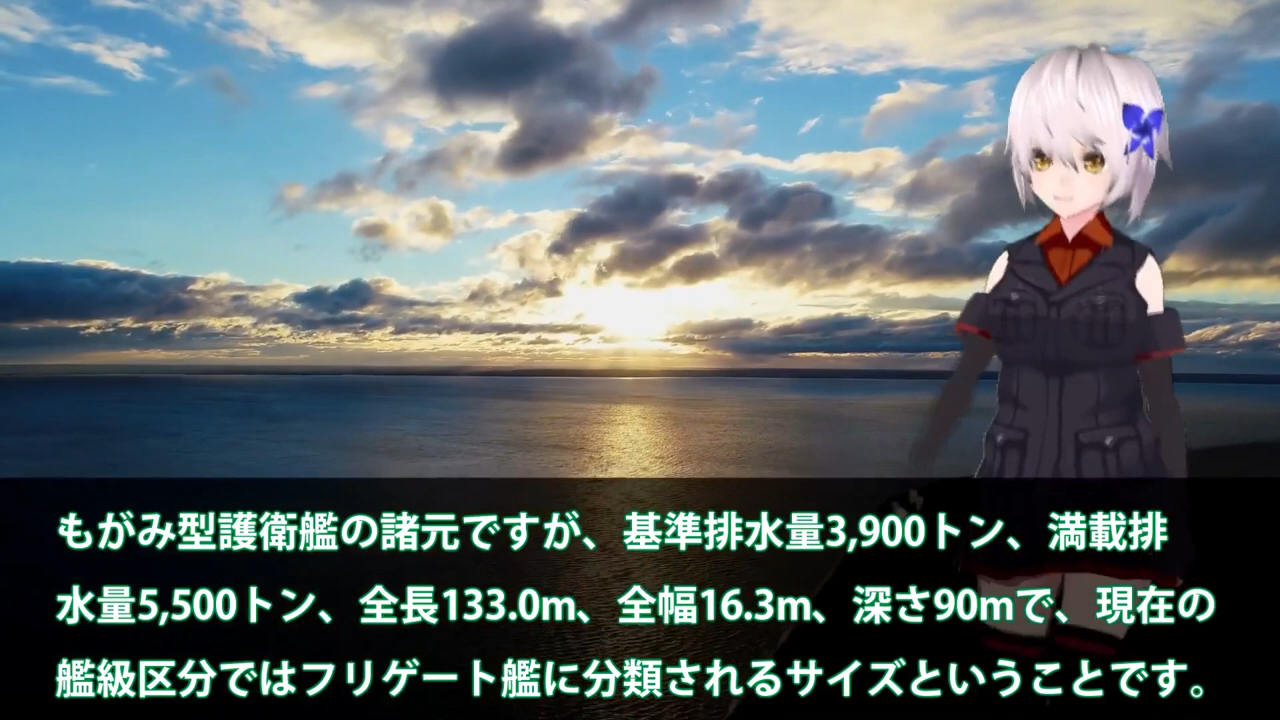 もがみ型護衛艦の諸元ですが、基準排水量3,900トン、満載排
水量5,500トン、全長133.0m、全幅16.3m、深さ90mで、現在の
艦級区分ではフリゲート艦に分類されるサイズということです。